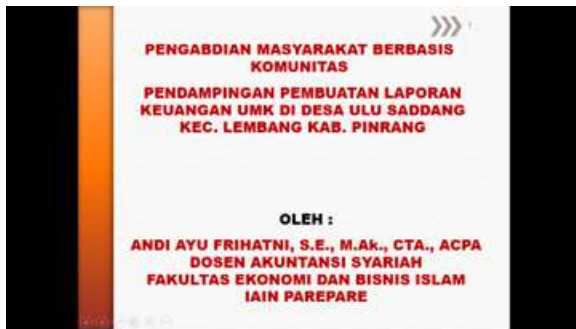 PENGABDIAN MASYARAKAT BERBASIS
KOMUNITAS
PENDAMPINGAN PEMBUATAN LAPORAN
KEUANGAN UMK DI DESA ULU SADDANG
KEC. LEMBANG KAB. PINRANG
OLEH :
ANDI AYU FRIHATNI, S.E., M.Ak., CTA., ACPA
DOSEN AKUNTANSI SYARIAH
FAKULTAS EKONOMI DAN BISNIS ISLAM
IAIN PAREPARE